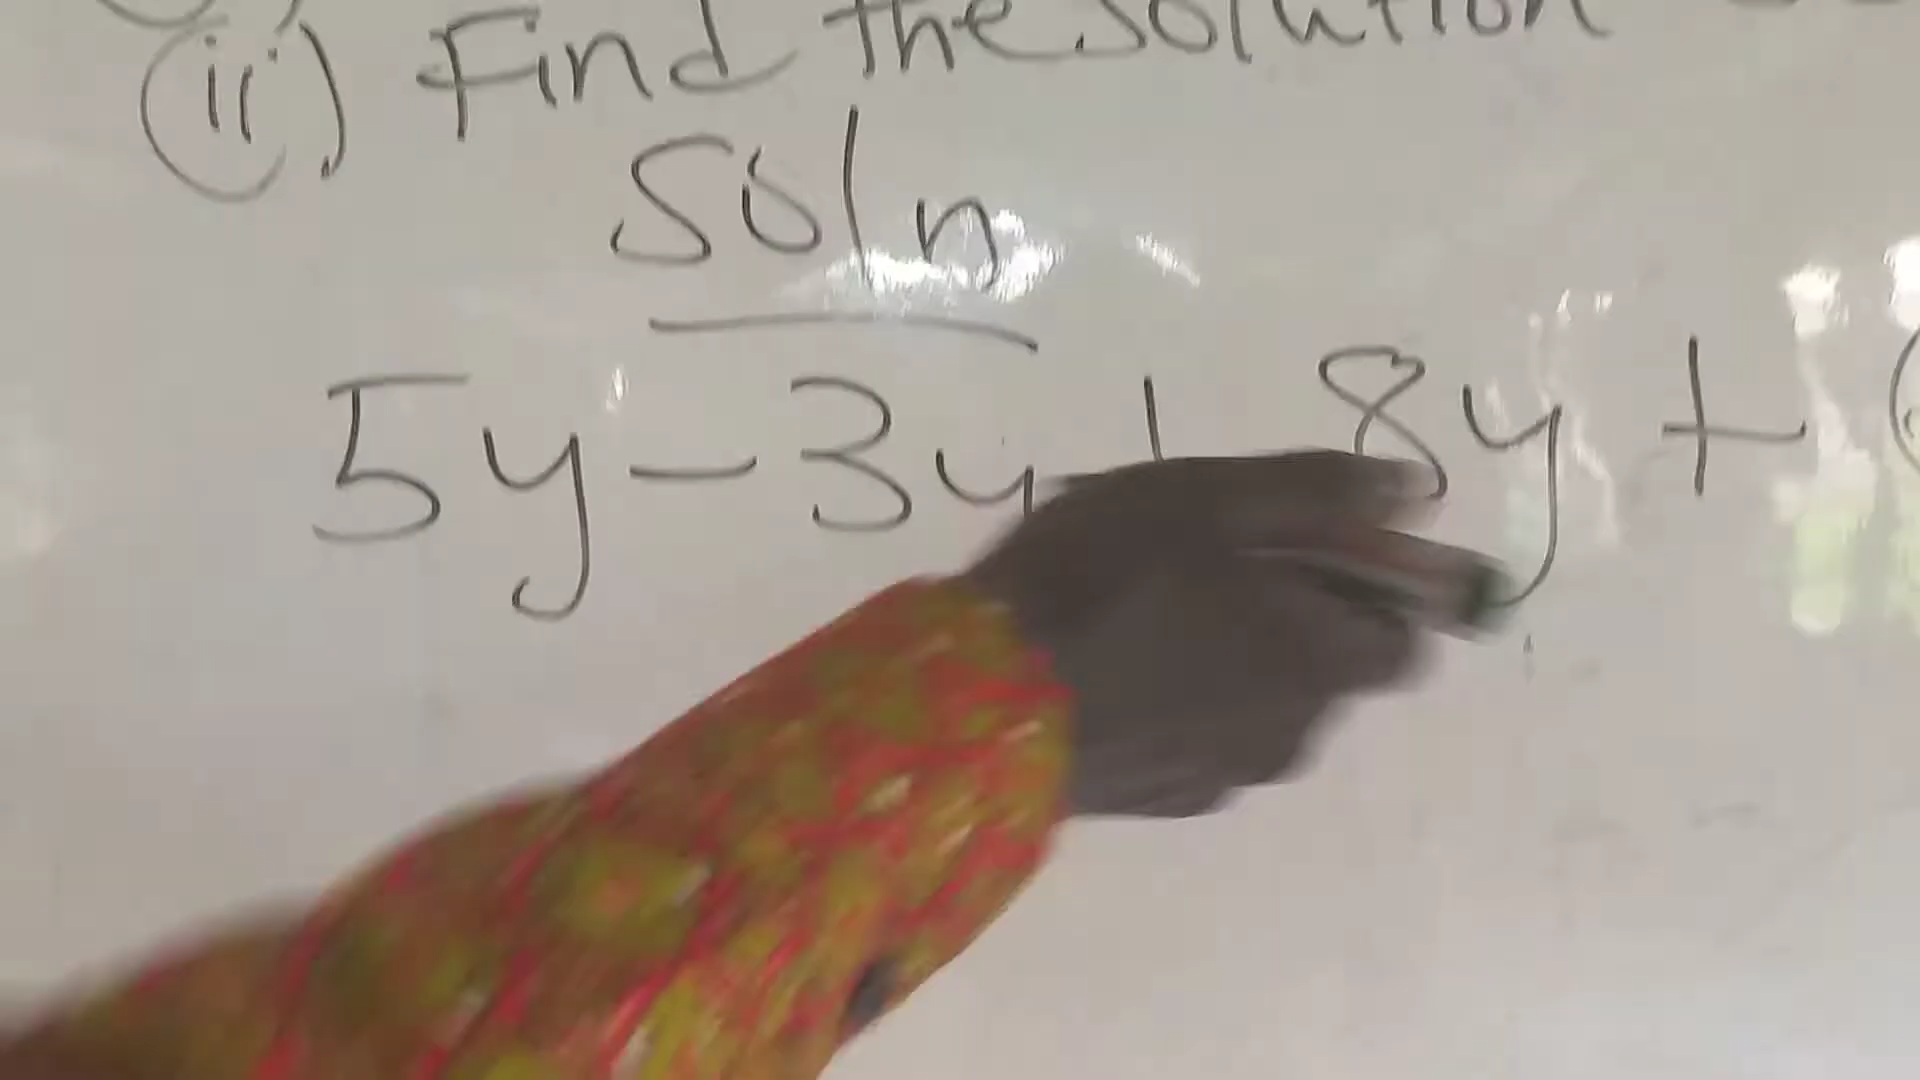 (ii) Find the solution
soln
5y - 3y + 8y +